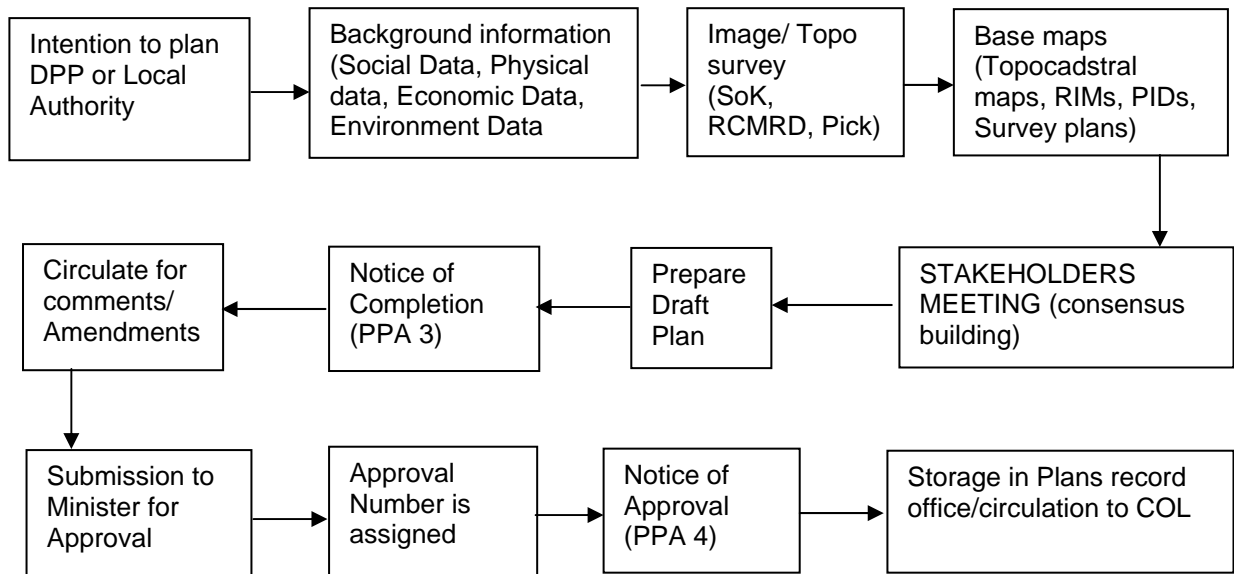 Intention to plan
DPP or Local
Authority
Background information
(Social Data, Physical
data, Economic Data,
Environment Data
Image/ Topo
survey
(SoK,
RCMRD, Pick)
Base maps
(Topocadstral
maps, RIMs, PIDs,
Survey plans)
STAKEHOLDERS
MEETING (consensus
building)
Prepare
Draft
Plan
Notice of
Completion
(PPA 3)
Circulate for
comments/
Amendments
Submission to
Minister for
Approval
Approval
Number is
assigned
Notice of
Approval
(PPA 4)
Storage in Plans record
office/circulation to COL